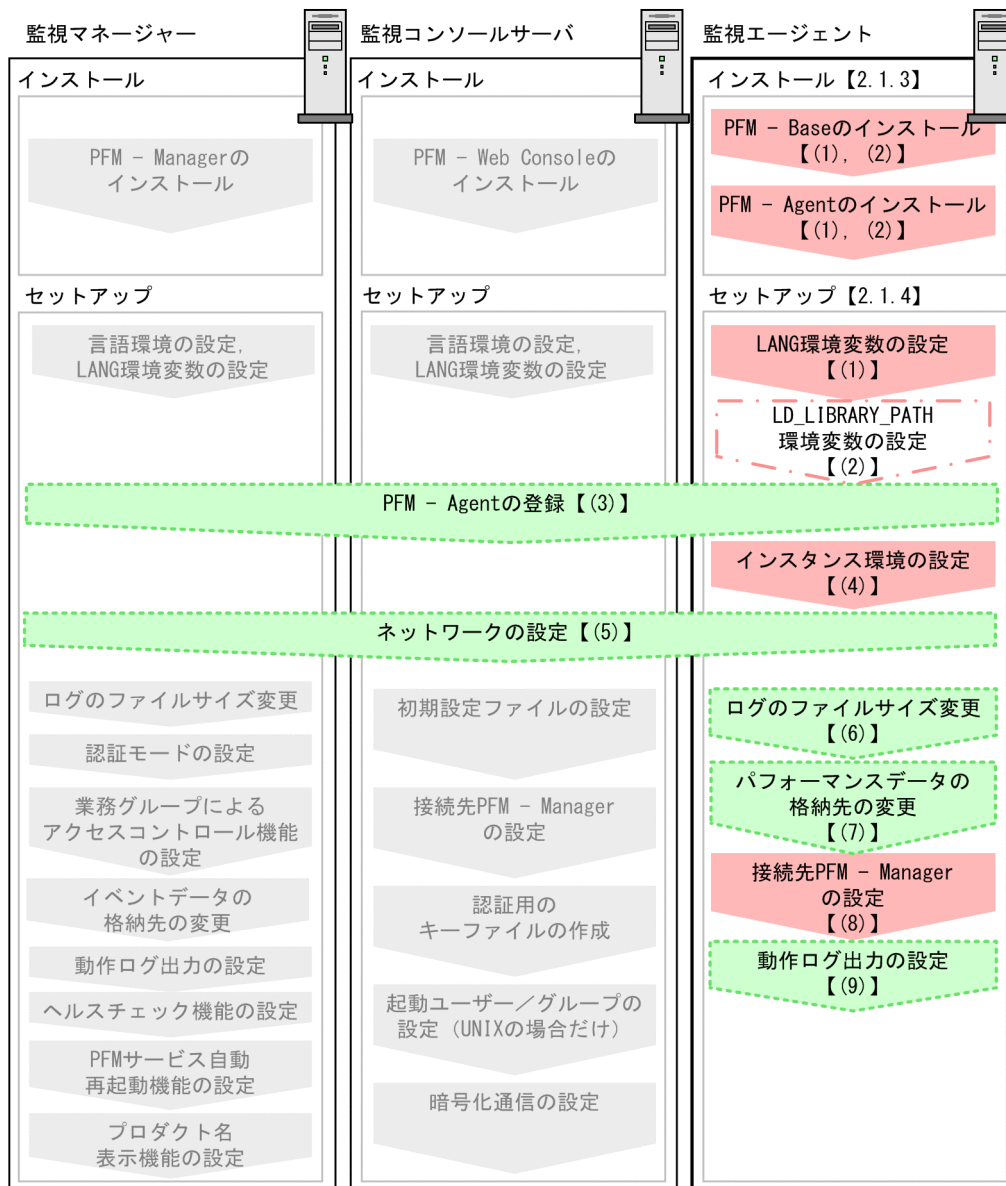 監視マネージャー
インストール
PFM － Managerの
インストール
セットアップ
言語環境の設定,
LANG環境変数の設定
監視コンソールサーバ
インストール
PFM － Web Consoleの
インストール
セットアップ
言語環境の設定,
LANG環境変数の設定
監視エージェント
インストール【2.1.3】
PFM － Baseのインストール
【(1), (2)】
PFM － Agentのインストール
【(1), (2)】
セットアップ【2.1.4】
LANG環境変数の設定
【(1)】
LD_LIBRARY_PATH
環境変数の設定
【(2)】
PFM － Agentの登録【(3)】
インスタンス環境の設定
【(4)】
ネットワークの設定【(5)】
ログのファイルサイズ変更
認証モードの設定
業務グループによる
アクセスコントロール機能
の設定
イベントデータの
格納先の変更
動作ログ出力の設定
ヘルスチェック機能の設定
PFMサービス自動
再起動機能の設定
プロダクト名
表示機能の設定
初期設定ファイルの設定
接続先PFM － Manager
の設定
認証用の
キーファイルの作成
起動ユーザー／グループの
設定（UNIXの場合だけ）
暗号化通信の設定
ログのファイルサイズ変更
【(6)】
パフォーマンスデータの
格納先の変更
【(7)】
接続先PFM － Manager
の設定
【(8)】
動作ログ出力の設定
【(9)】